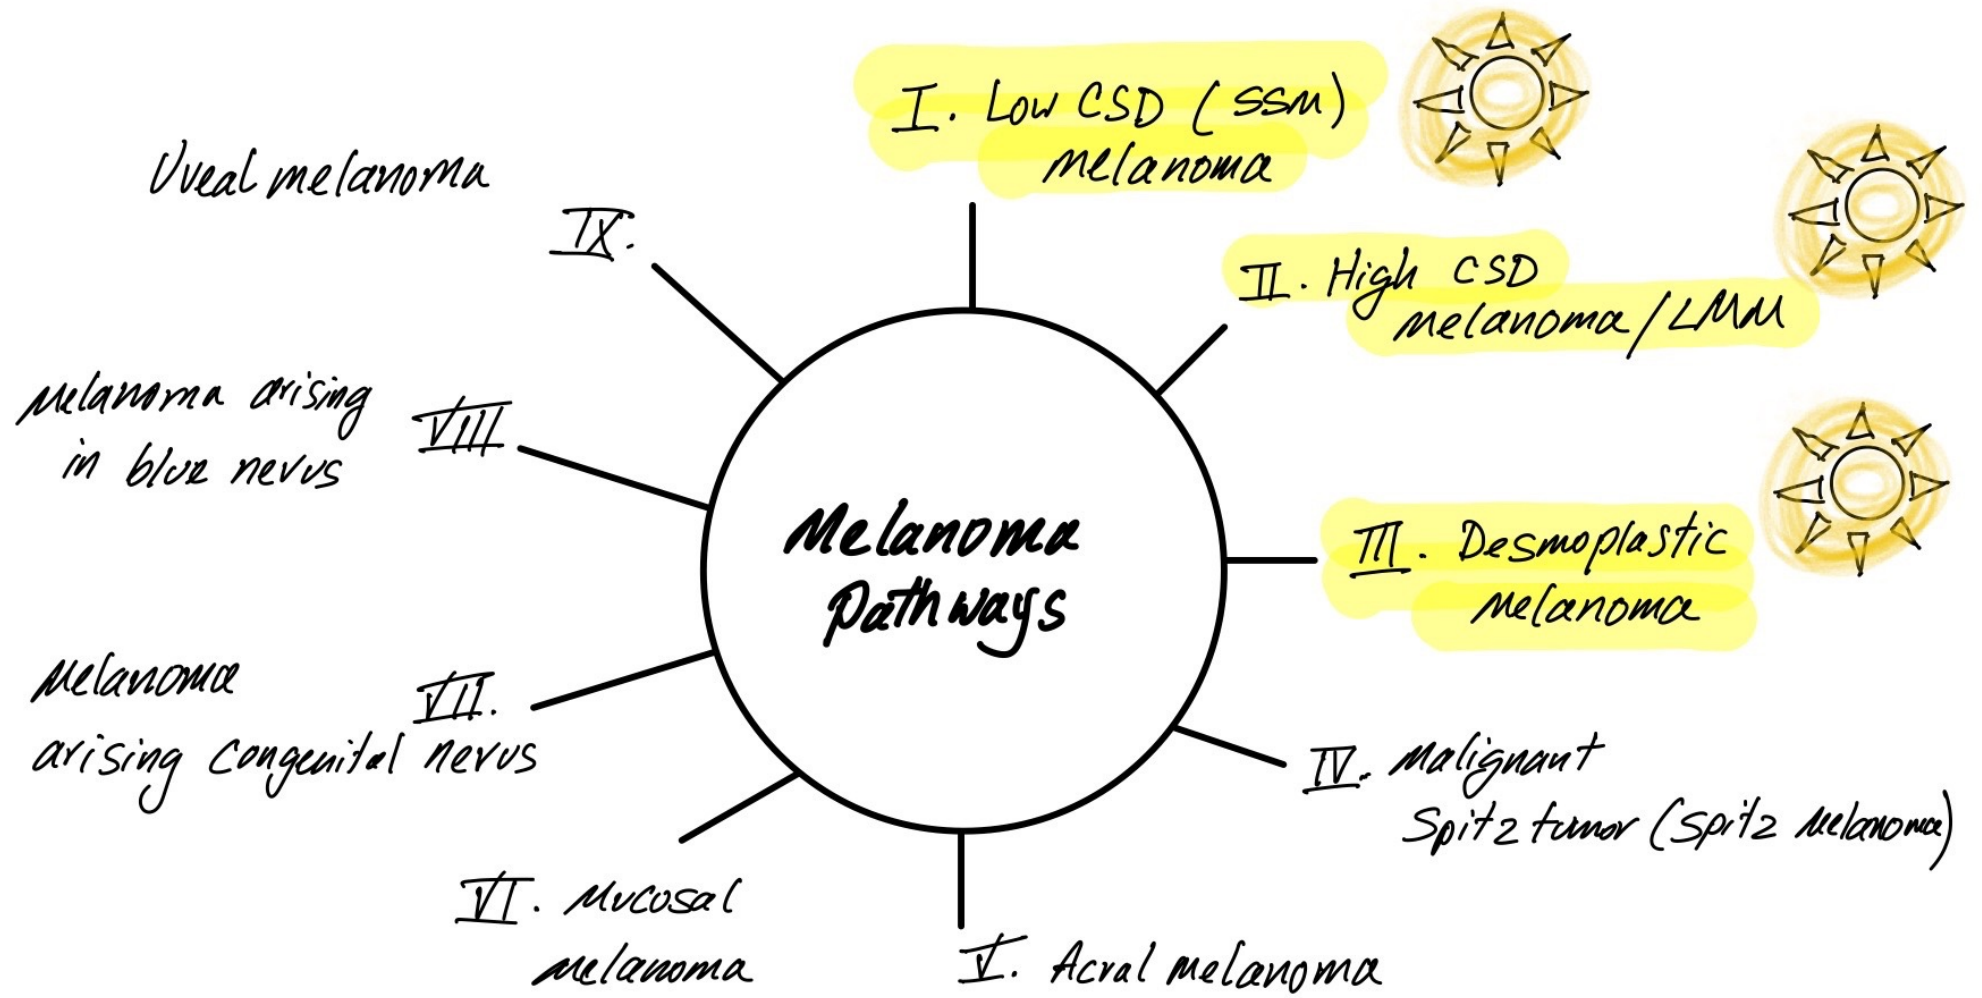 Melanoma
Pathways
I. Low CSD (SSM)
melanoma
II. High CSD
melanoma/LMM
III. Desmoplastic
melanoma
IV. Malignant
Spitz tumor (Spitz melanoma)
V. Acral melanoma
VI. Mucosal
melanoma
VII.
Melanoma
arising congenital nevus
VIII
Melanoma arising
in blue nevus
IX.
Uveal melanoma